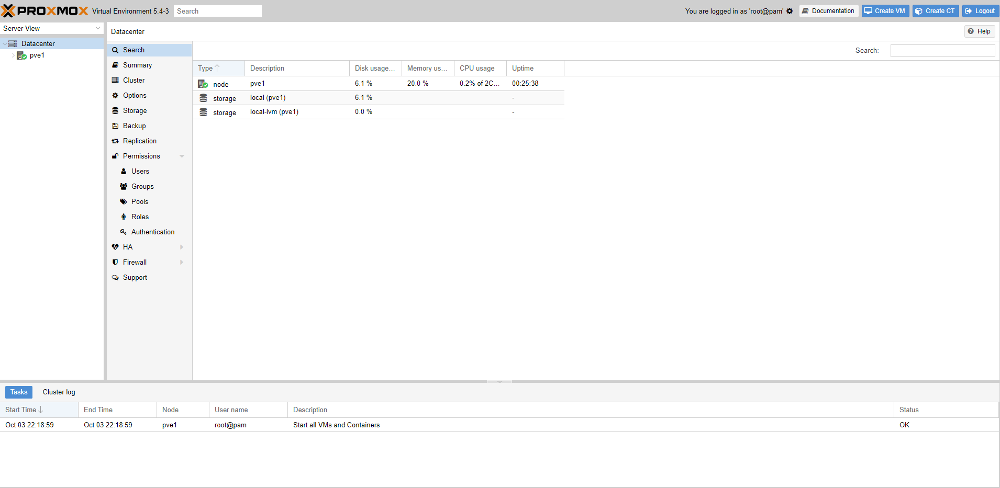 PROXMOX Virtual Environment 5.4-3 Search You are logged in as 'root@pam' Documentation Create VM Create CT Logout
Server View
Datacenter
pve1
Datacenter Help
Search
Summary
Cluster
Options
Storage
Backup
Replication
Permissions
Users
Groups
Pools
Roles
Authentication
HA
Firewall
Support
Search:
Type Description Disk usage... Memory us... CPU usage Uptime
node pve1 6.1 % 20.0 % 0.2% of 2C... 00:25:38
storage local (pve1) 6.1 % -
storage local-lvm (pve1) 0.0 % -
Tasks Cluster log
Start Time End Time Node User name Description Status
Oct 03 22:18:59 Oct 03 22:18:59 pve1 root@pam Start all VMs and Containers OK